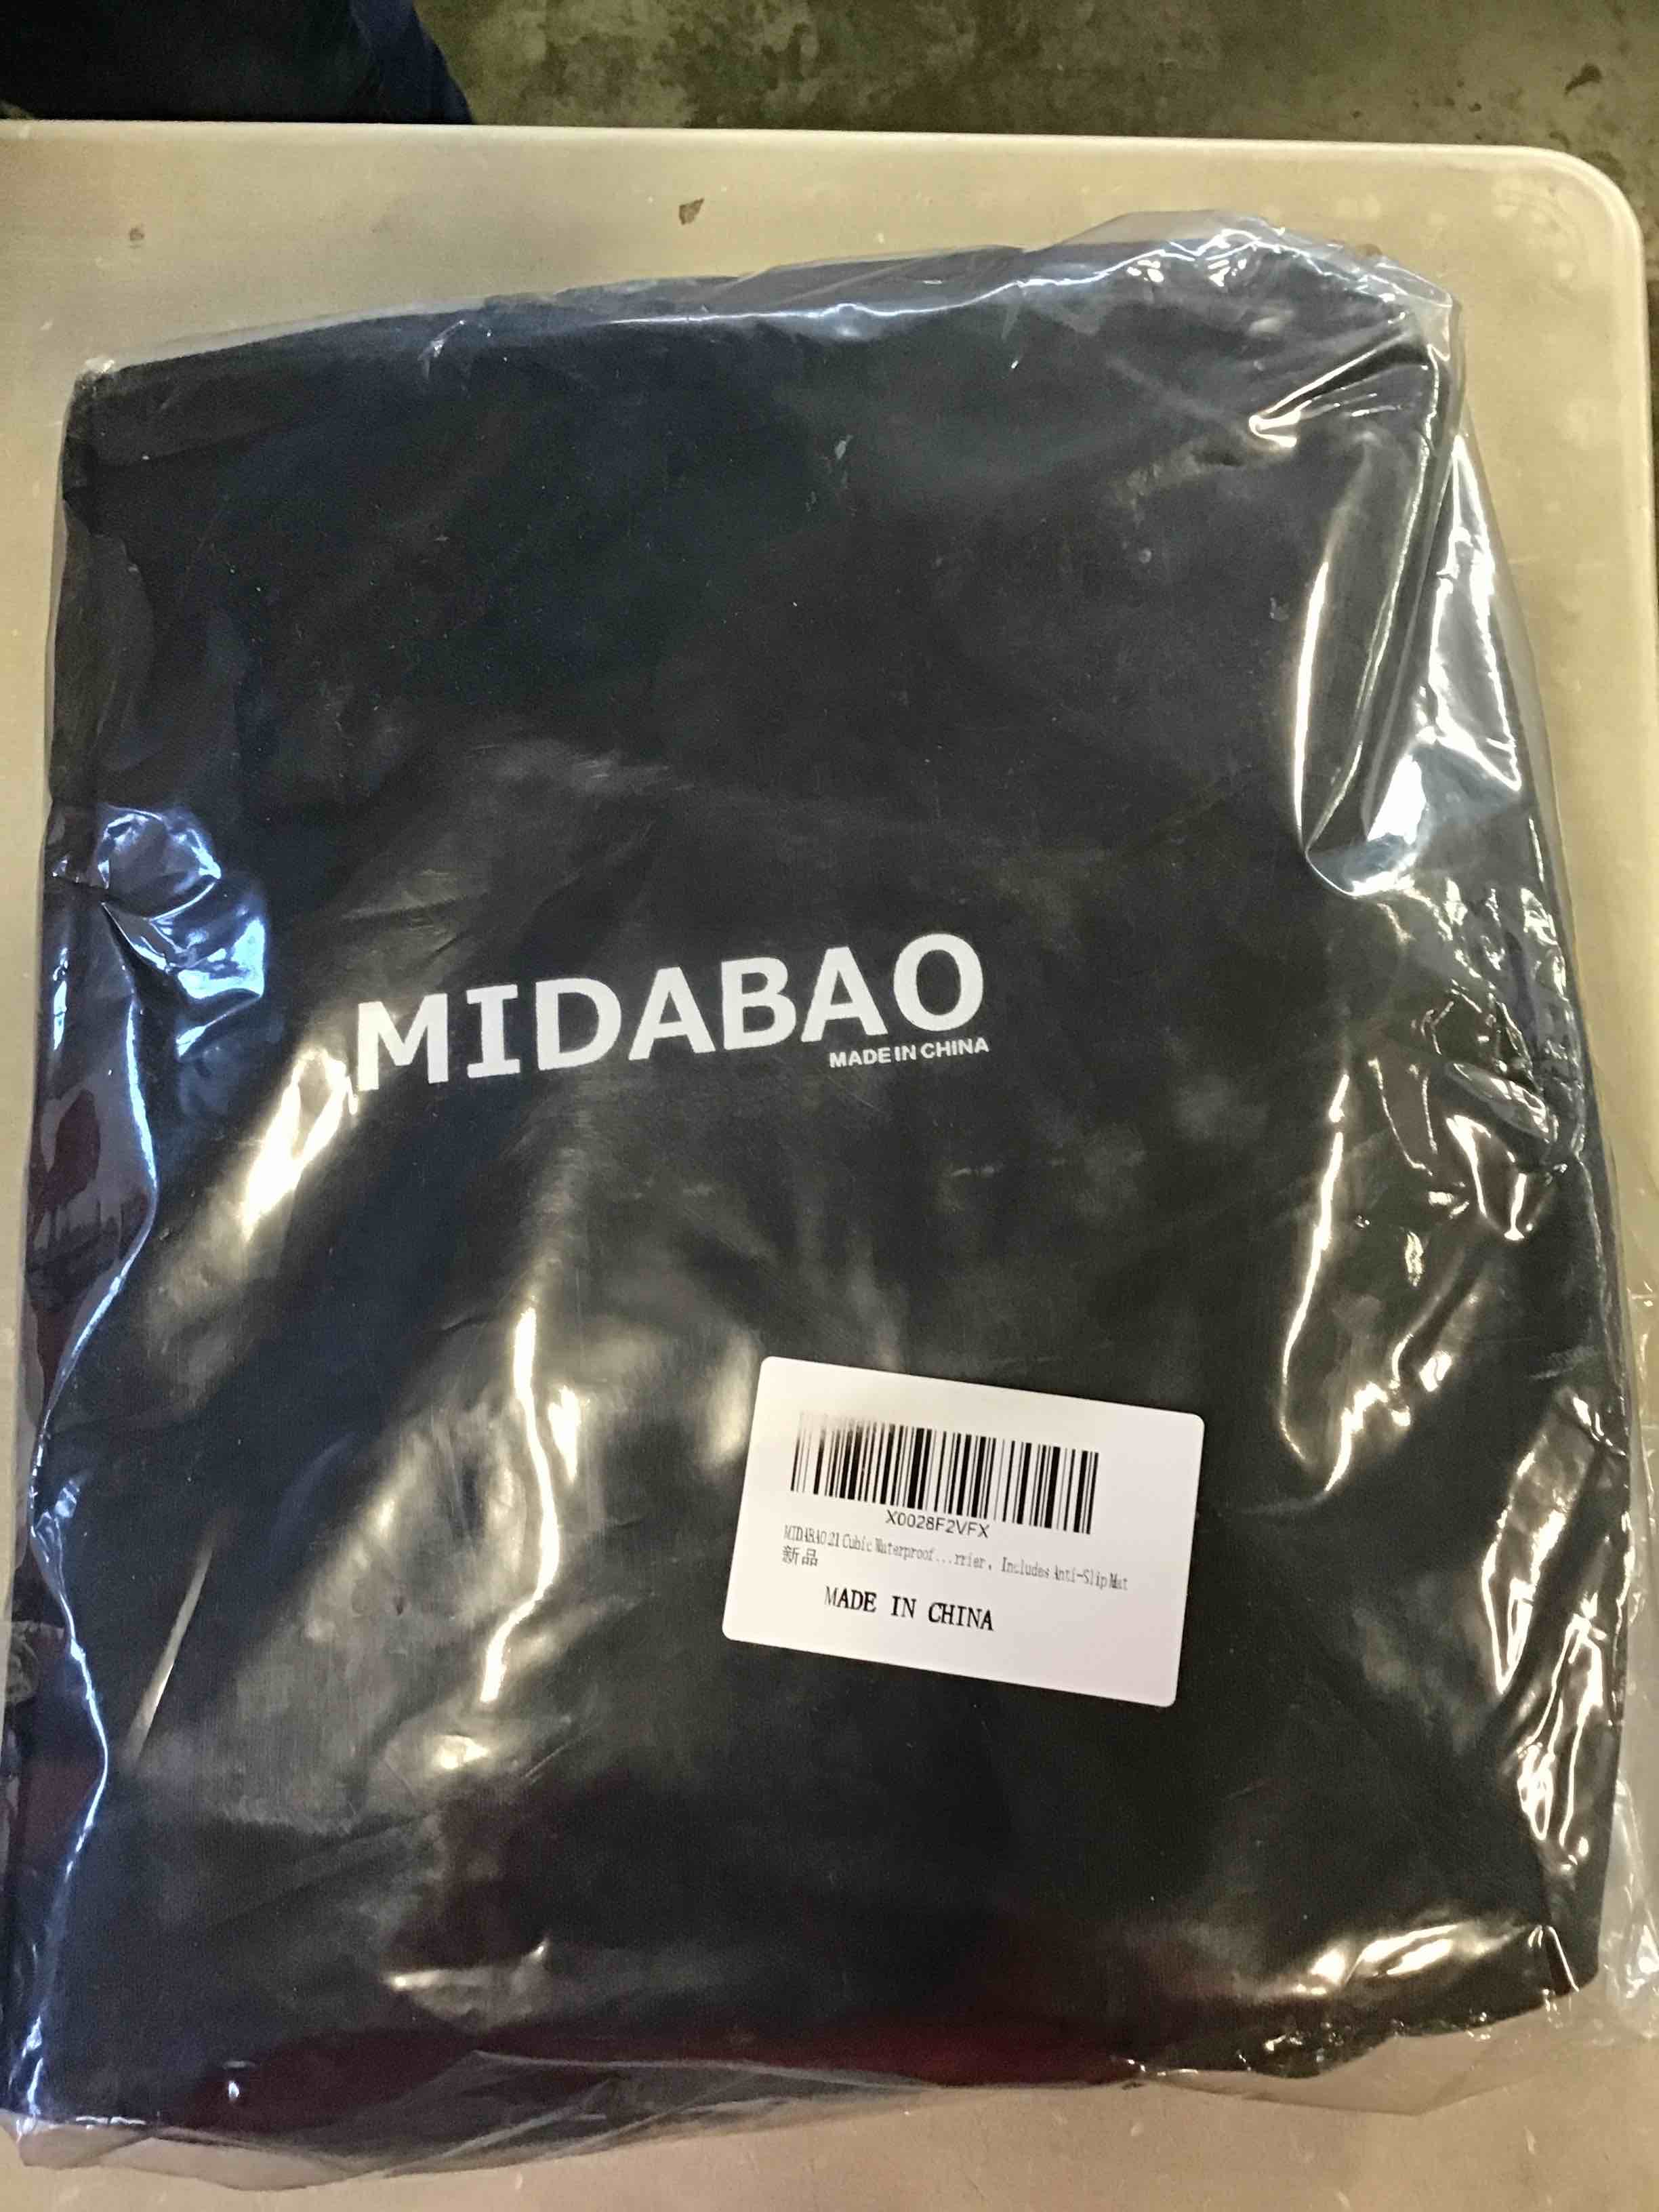 MIDABAO
MADE IN CHINA
X0028F2VFX
MIDABAO 21 Cubic Waterproof...rrier, Includes Anti-Slip Mat
新品
MADE IN CHINA